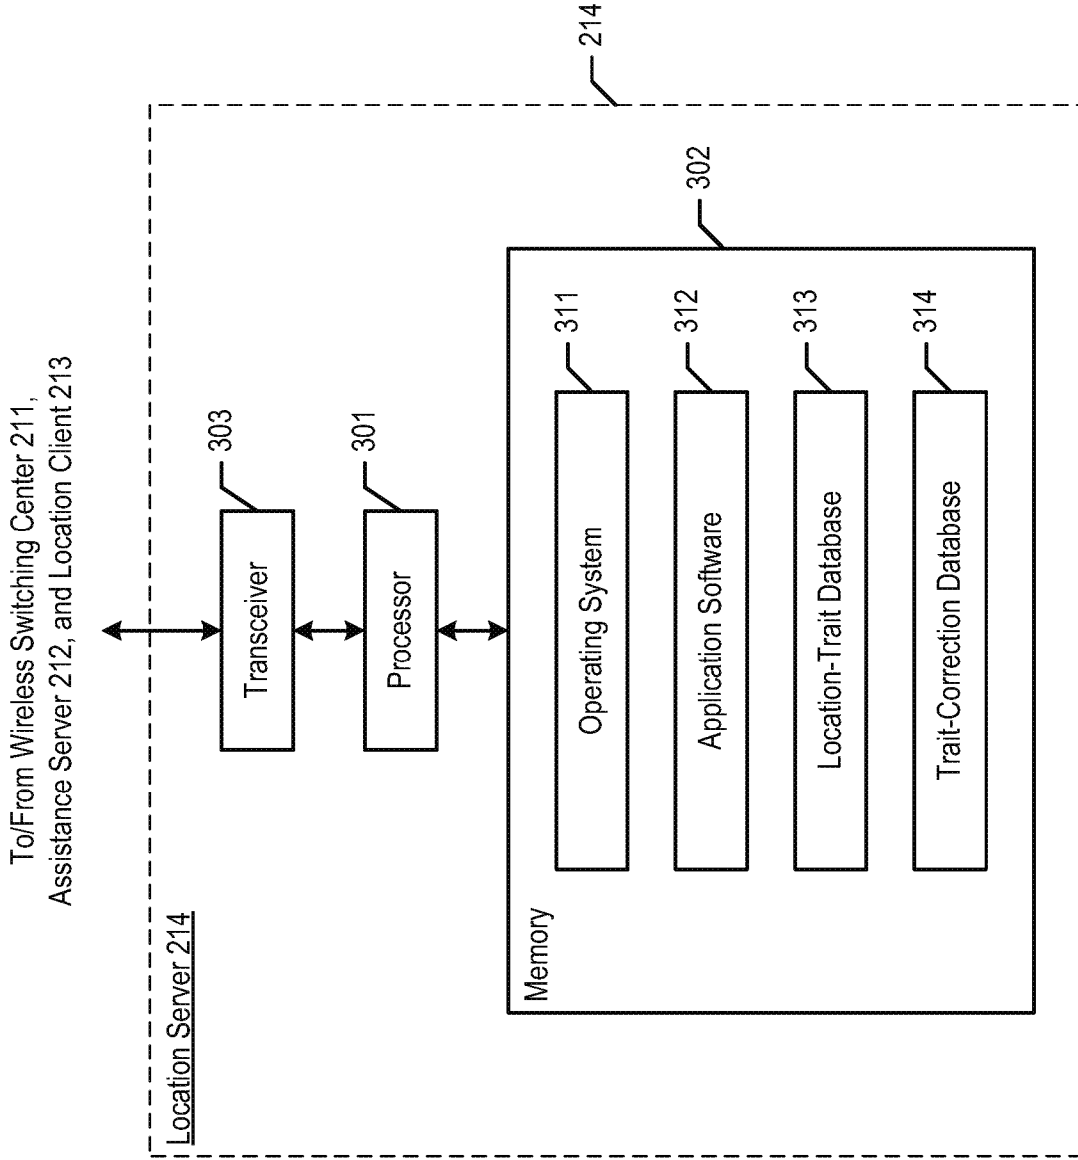 To/From Wireless Switching Center 211,
Assistance Server 212, and Location Client 213
Location Server 214
214
Transceiver
303
Processor
301
Memory
302
Operating System
311
Application Software
312
Location-Trait Database
313
Trait-Correction Database
314